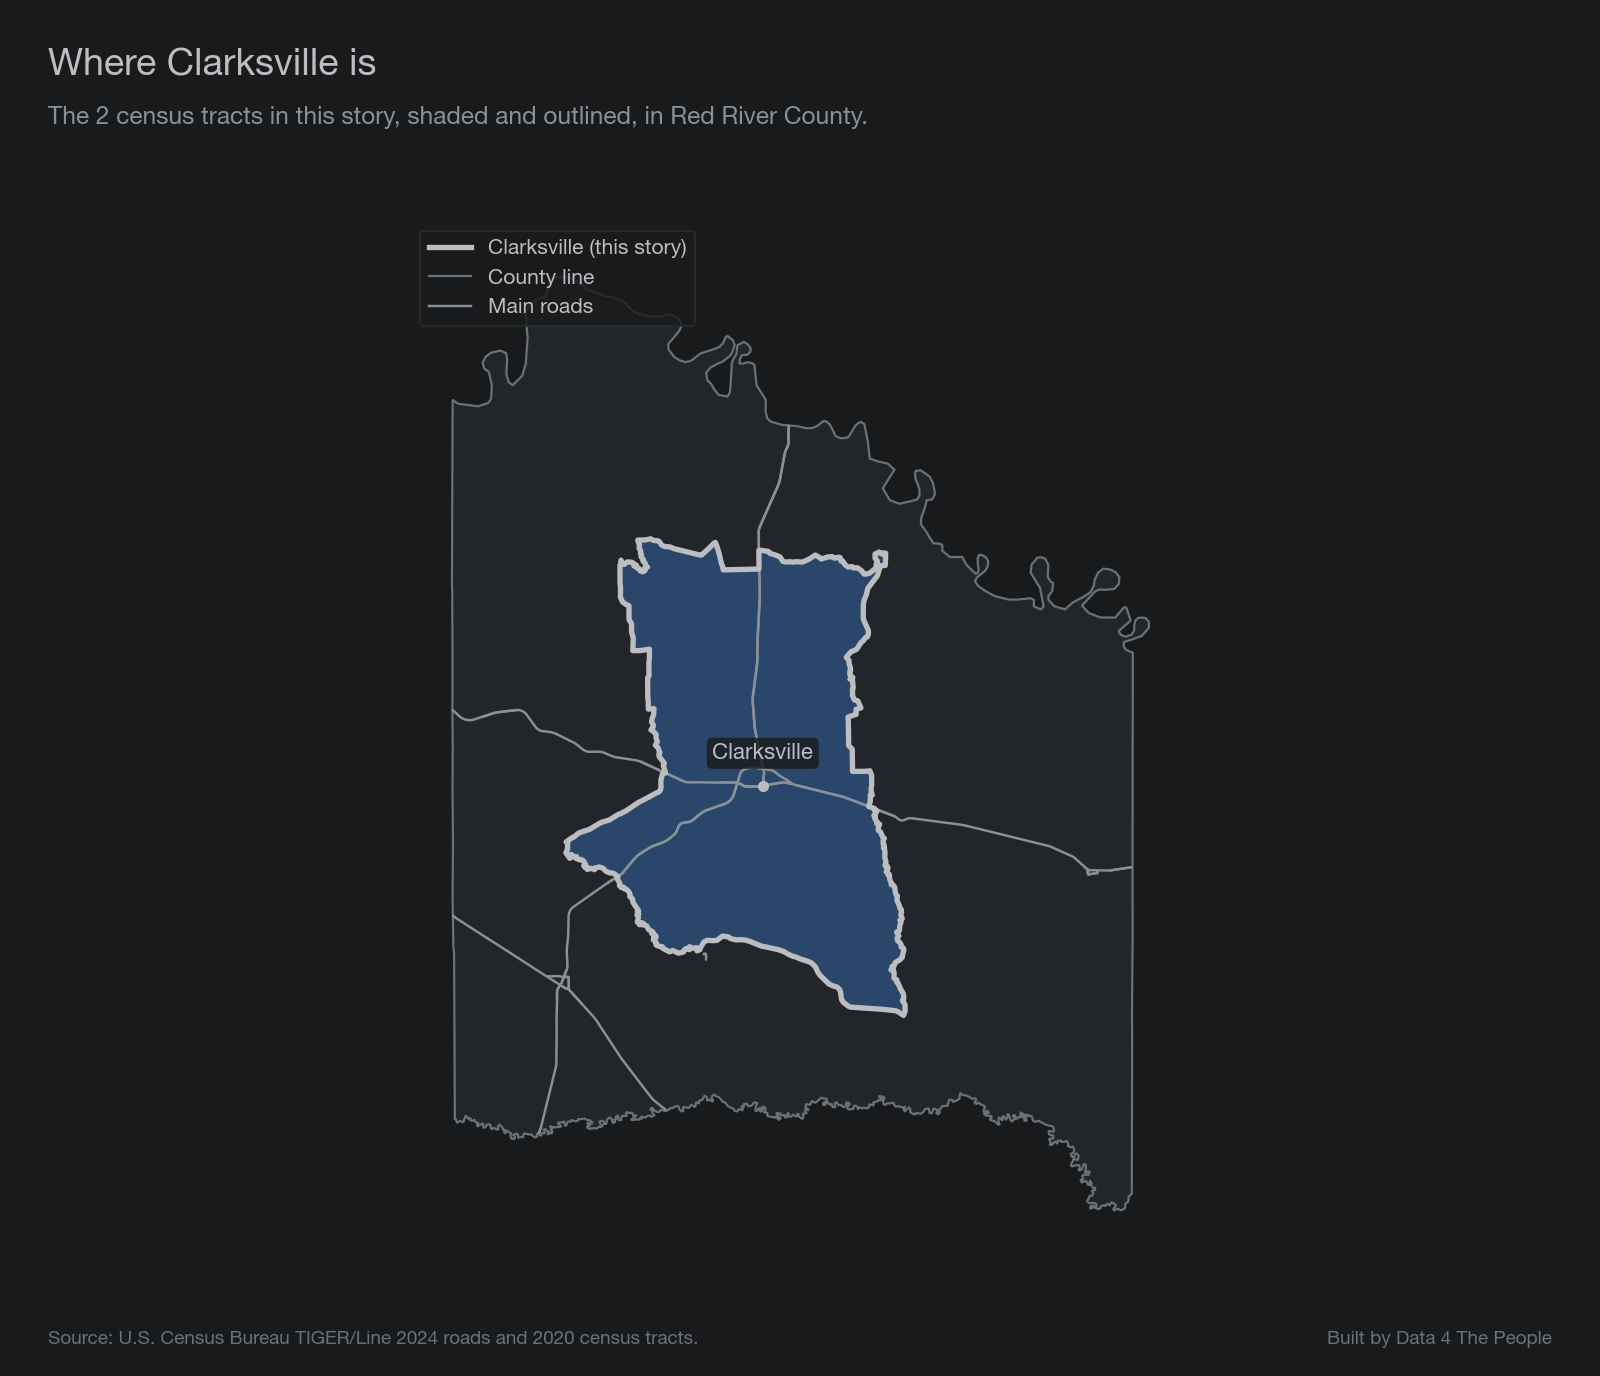 Where Clarksville is
The 2 census tracts in this story, shaded and outlined, in Red River County.
Clarksville (this story)
County line
Main roads
Clarksville
Source: U.S. Census Bureau TIGER/Line 2024 roads and 2020 census tracts.
Built by Data 4 The People